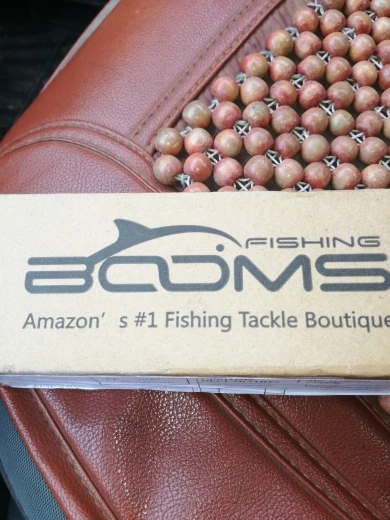 FISHING
BOOMS
Amazon’ s #1 Fishing Tackle Boutique